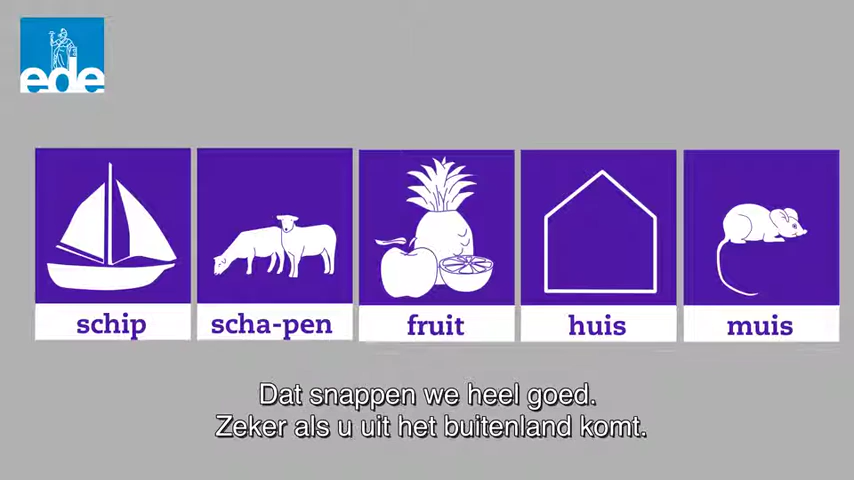 ede
schip
scha-pen
fruit
huis
muis
Dat snappen we heel goed.
Zeker als u uit het buitenland komt.